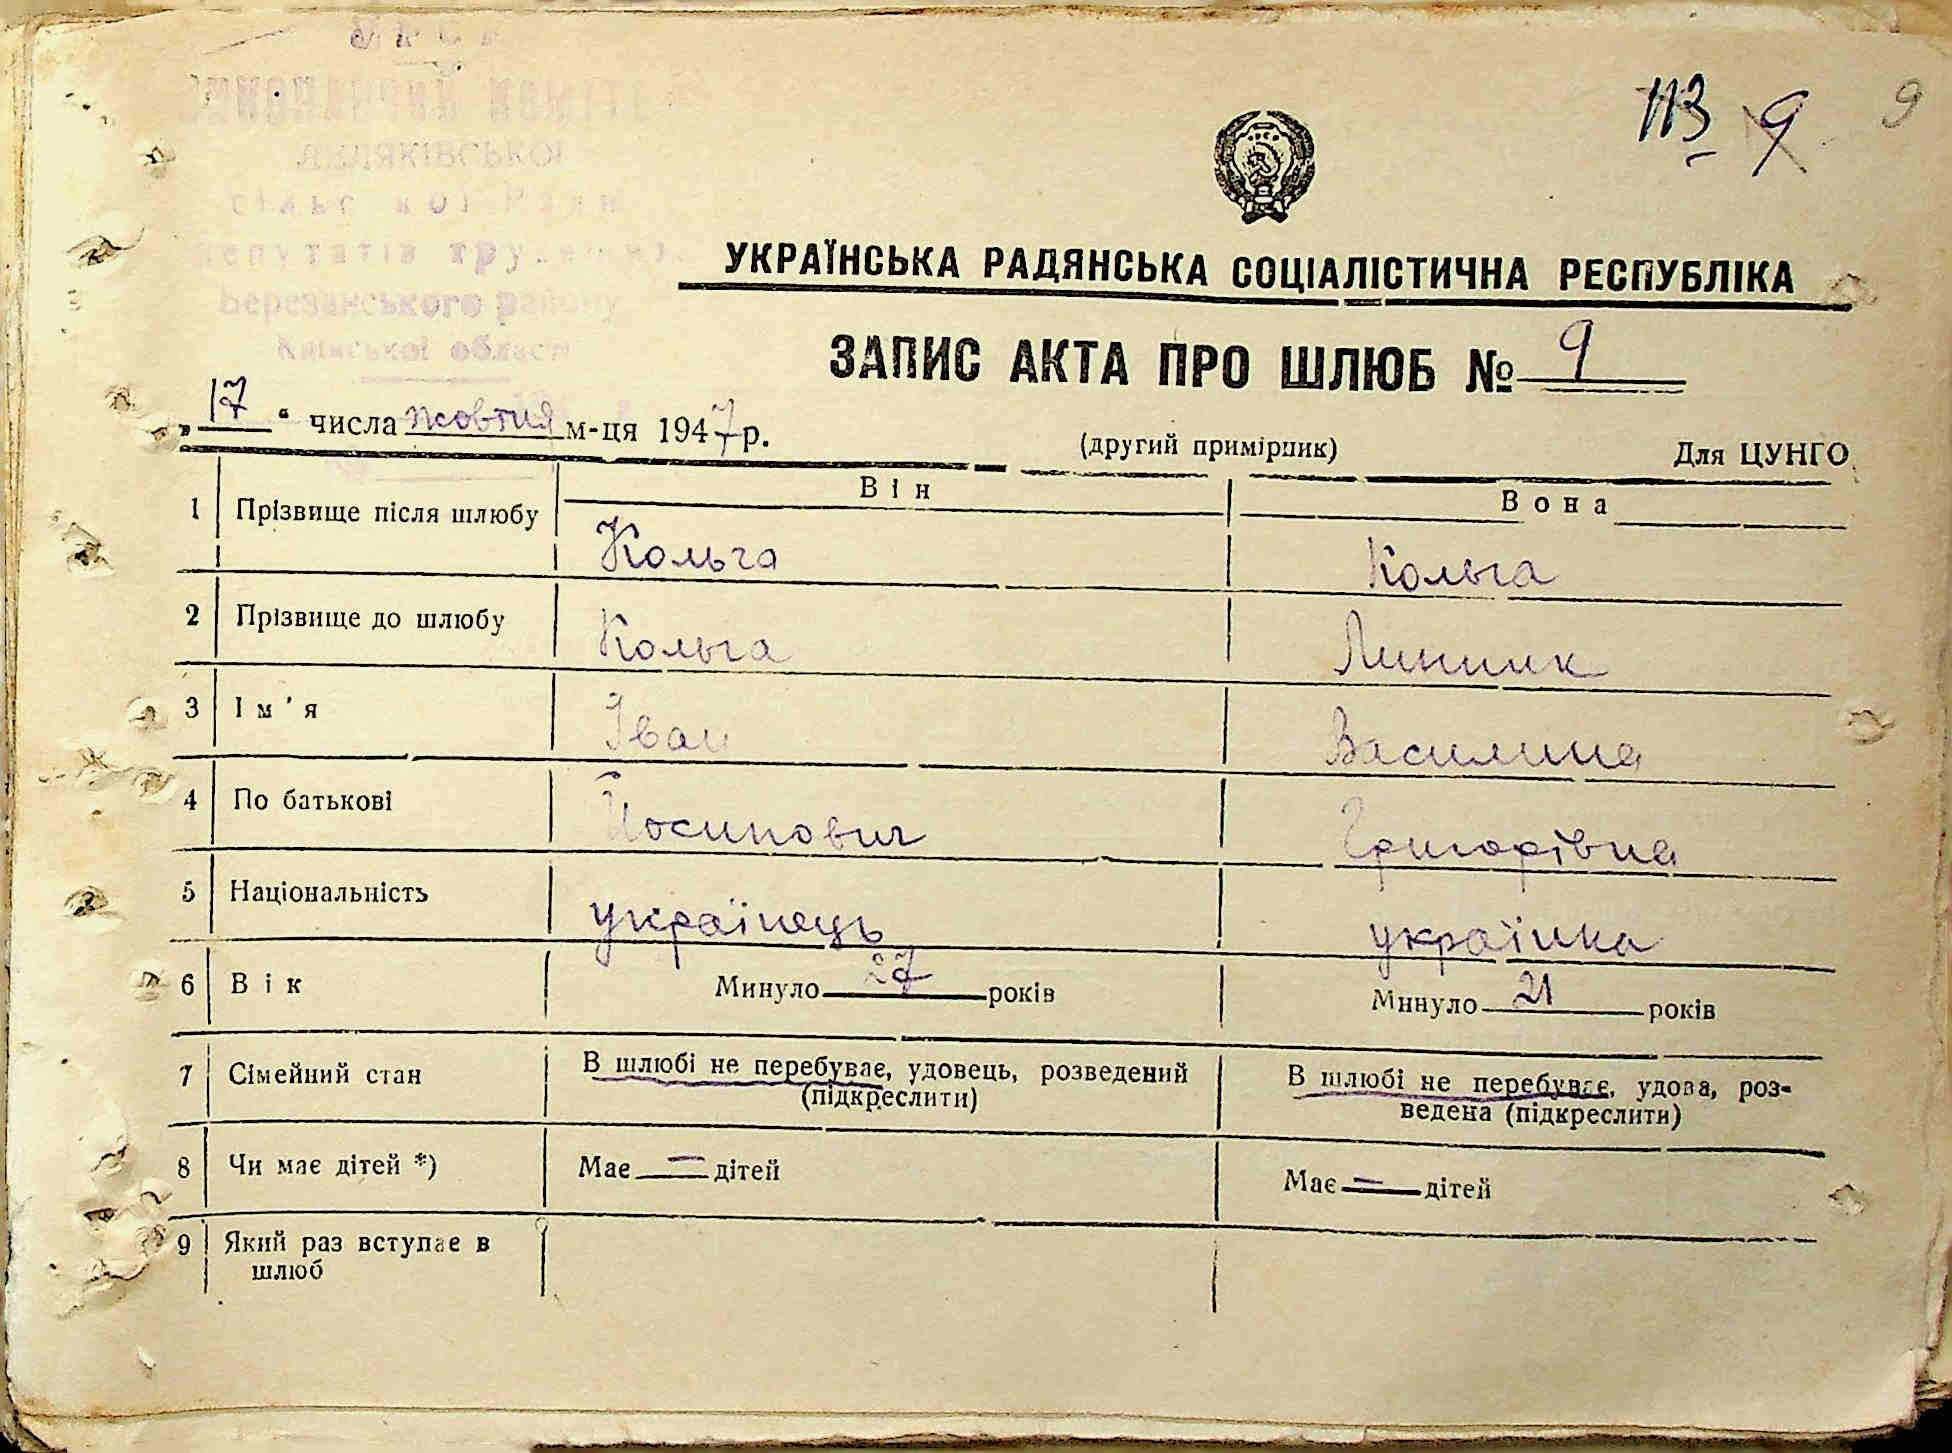 УРСР
ВИКОНАВЧИЙ КОМІТЕТ
ЛЕЛЯКІВСЬКОЇ
сільської Ради
депутатів трудящих
Березанського району
Київської області
113 9 9
УКРАЇНСЬКА РАДЯНСЬКА СОЦІАЛІСТИЧНА РЕСПУБЛІКА
ЗАПИС АКТА ПРО ШЛЮБ № 9
„ 17 “ числа жовтня м-ця 1947 р. (другий примірник) Для ЦУНГО
Він Вона
1 Прізвище після шлюбу Кольга Кольга
2 Прізвище до шлюбу Кольга Линник
3 Ім'я Іван Василина
4 По батькові Йосипович Григорівна
5 Національність українець українка
6 Вік Минуло 27 років Минуло 21 років
7 Сімейний стан В шлюбі не перебуває, удовець, розведений В шлюбі не перебуває, удова, роз-
(підкреслити) ведена (підкреслити)
8 Чи має дітей *) Має — дітей Має — дітей
9 Який раз вступає в
шлюб